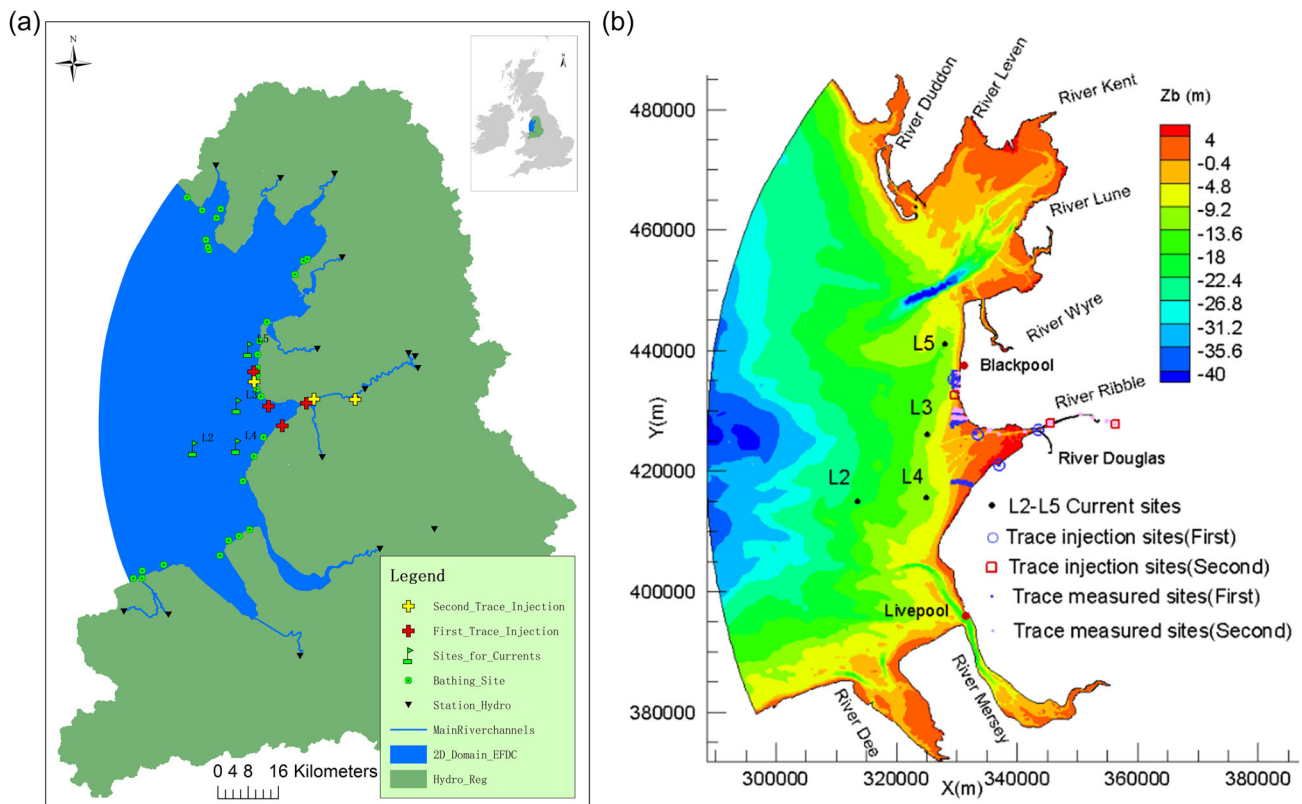 (a)
N
N
L5
L3
L2
L4
Legend
Second_Trace_Injection
First_Trace_Injection
Sites_for_Currents
Bathing_Site
Station_Hydro
MainRiverchannels
2D_Domain_EFDC
Hydro_Reg
0 4 8 16 Kilometers
(b)
River Duddon
River Leven
River Kent
River Lune
River Wyre
Blackpool
River Ribble
River Douglas
L5
L3
L2
L4
Livepool
River Mersey
River Dee
Zb (m)
4
-0.4
-4.8
-9.2
-13.6
-18
-22.4
-26.8
-31.2
-35.6
-40
L2-L5 Current sites
Trace injection sites(First)
Trace injection sites(Second)
Trace measured sites(First)
Trace measured sites(Second)
Y(m)
480000
460000
440000
420000
400000
380000
300000 320000 340000 360000 380000
X(m)